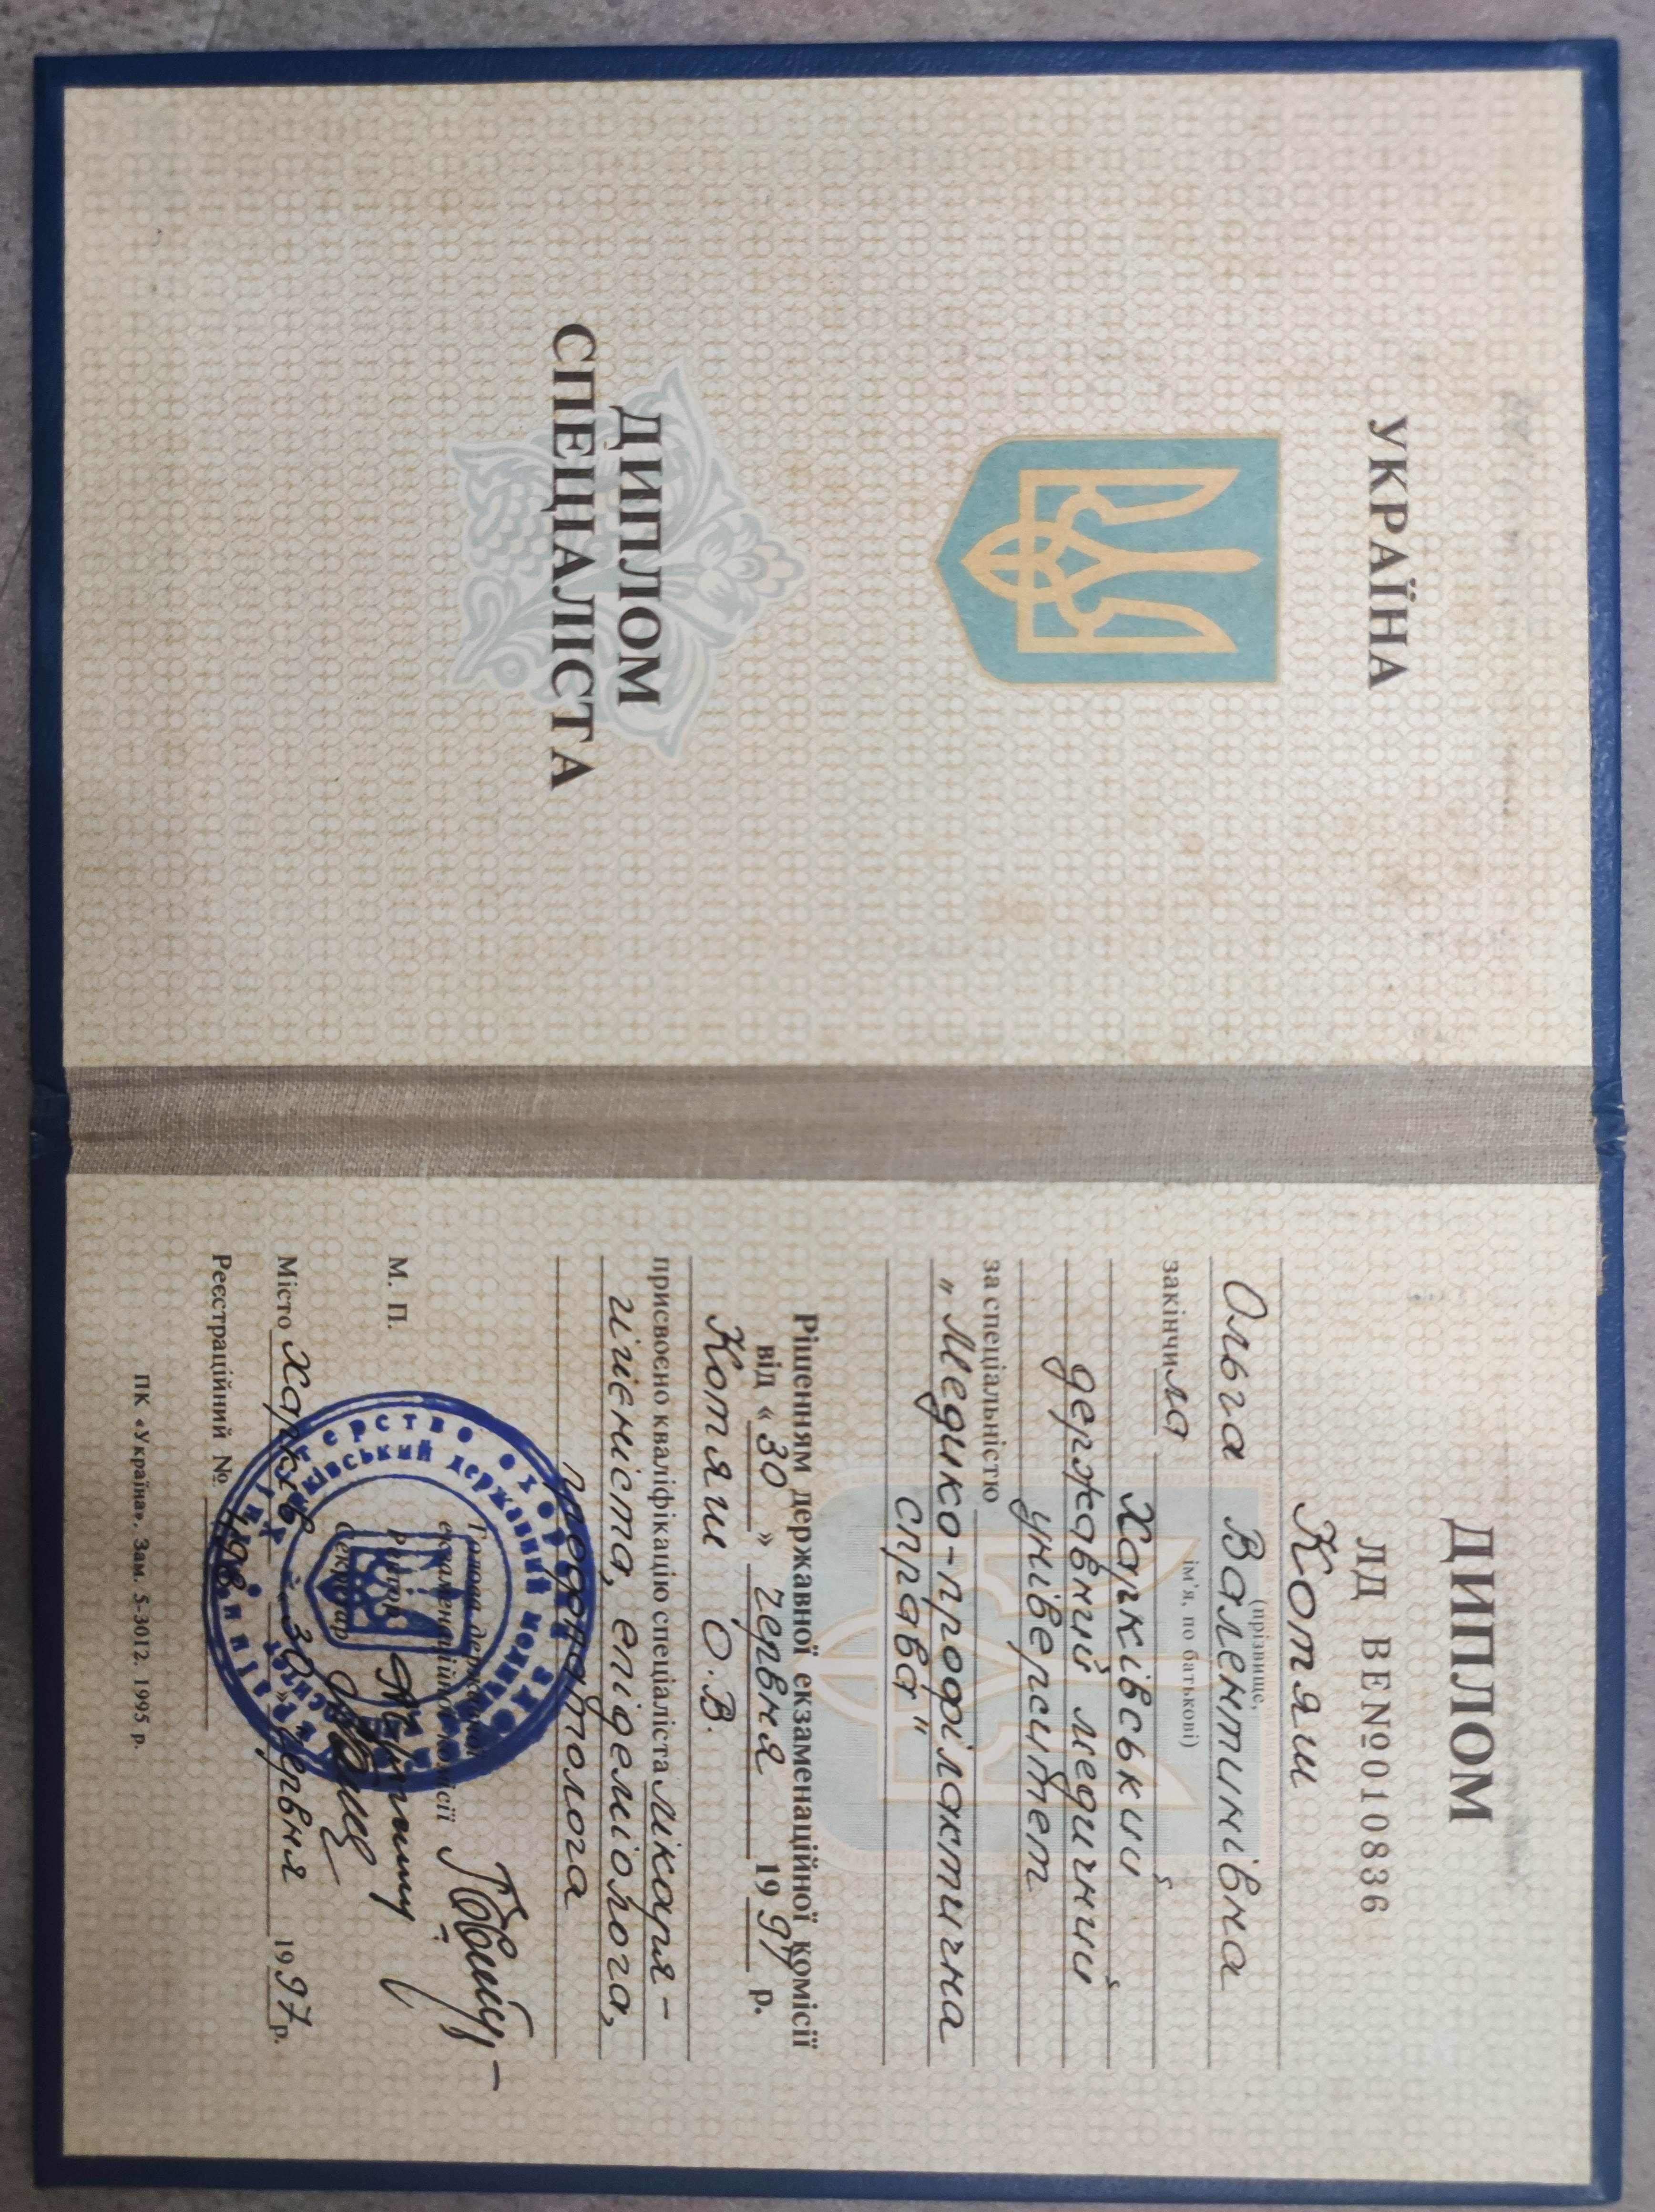 УКРАЇНА
ДИПЛОМ
СПЕЦІАЛІСТА
ДИПЛОМ
ЛД ВЕ№010836
Котяш
(прізвище,
Ольга Валентинівна
ім'я, по батькові)
закінчила Харківський
державний медичний
університет
за спеціальністю
„Медико-профілактична
справа"
Рішенням державної екзаменаційної комісії
від « 30 » червня 1997 р.
Котяш О.В.
присвоєно кваліфікацію спеціаліста лікаря-
гігієніста, епідеміолога,
Голова державної
екзаменаційної комісії
М. П.
Ректор
Секретар
Місто Харків « 30 » червня 1997 р.
Реєстраційний №
ПК «Україна». Зам. 5-3012. 1995 р.